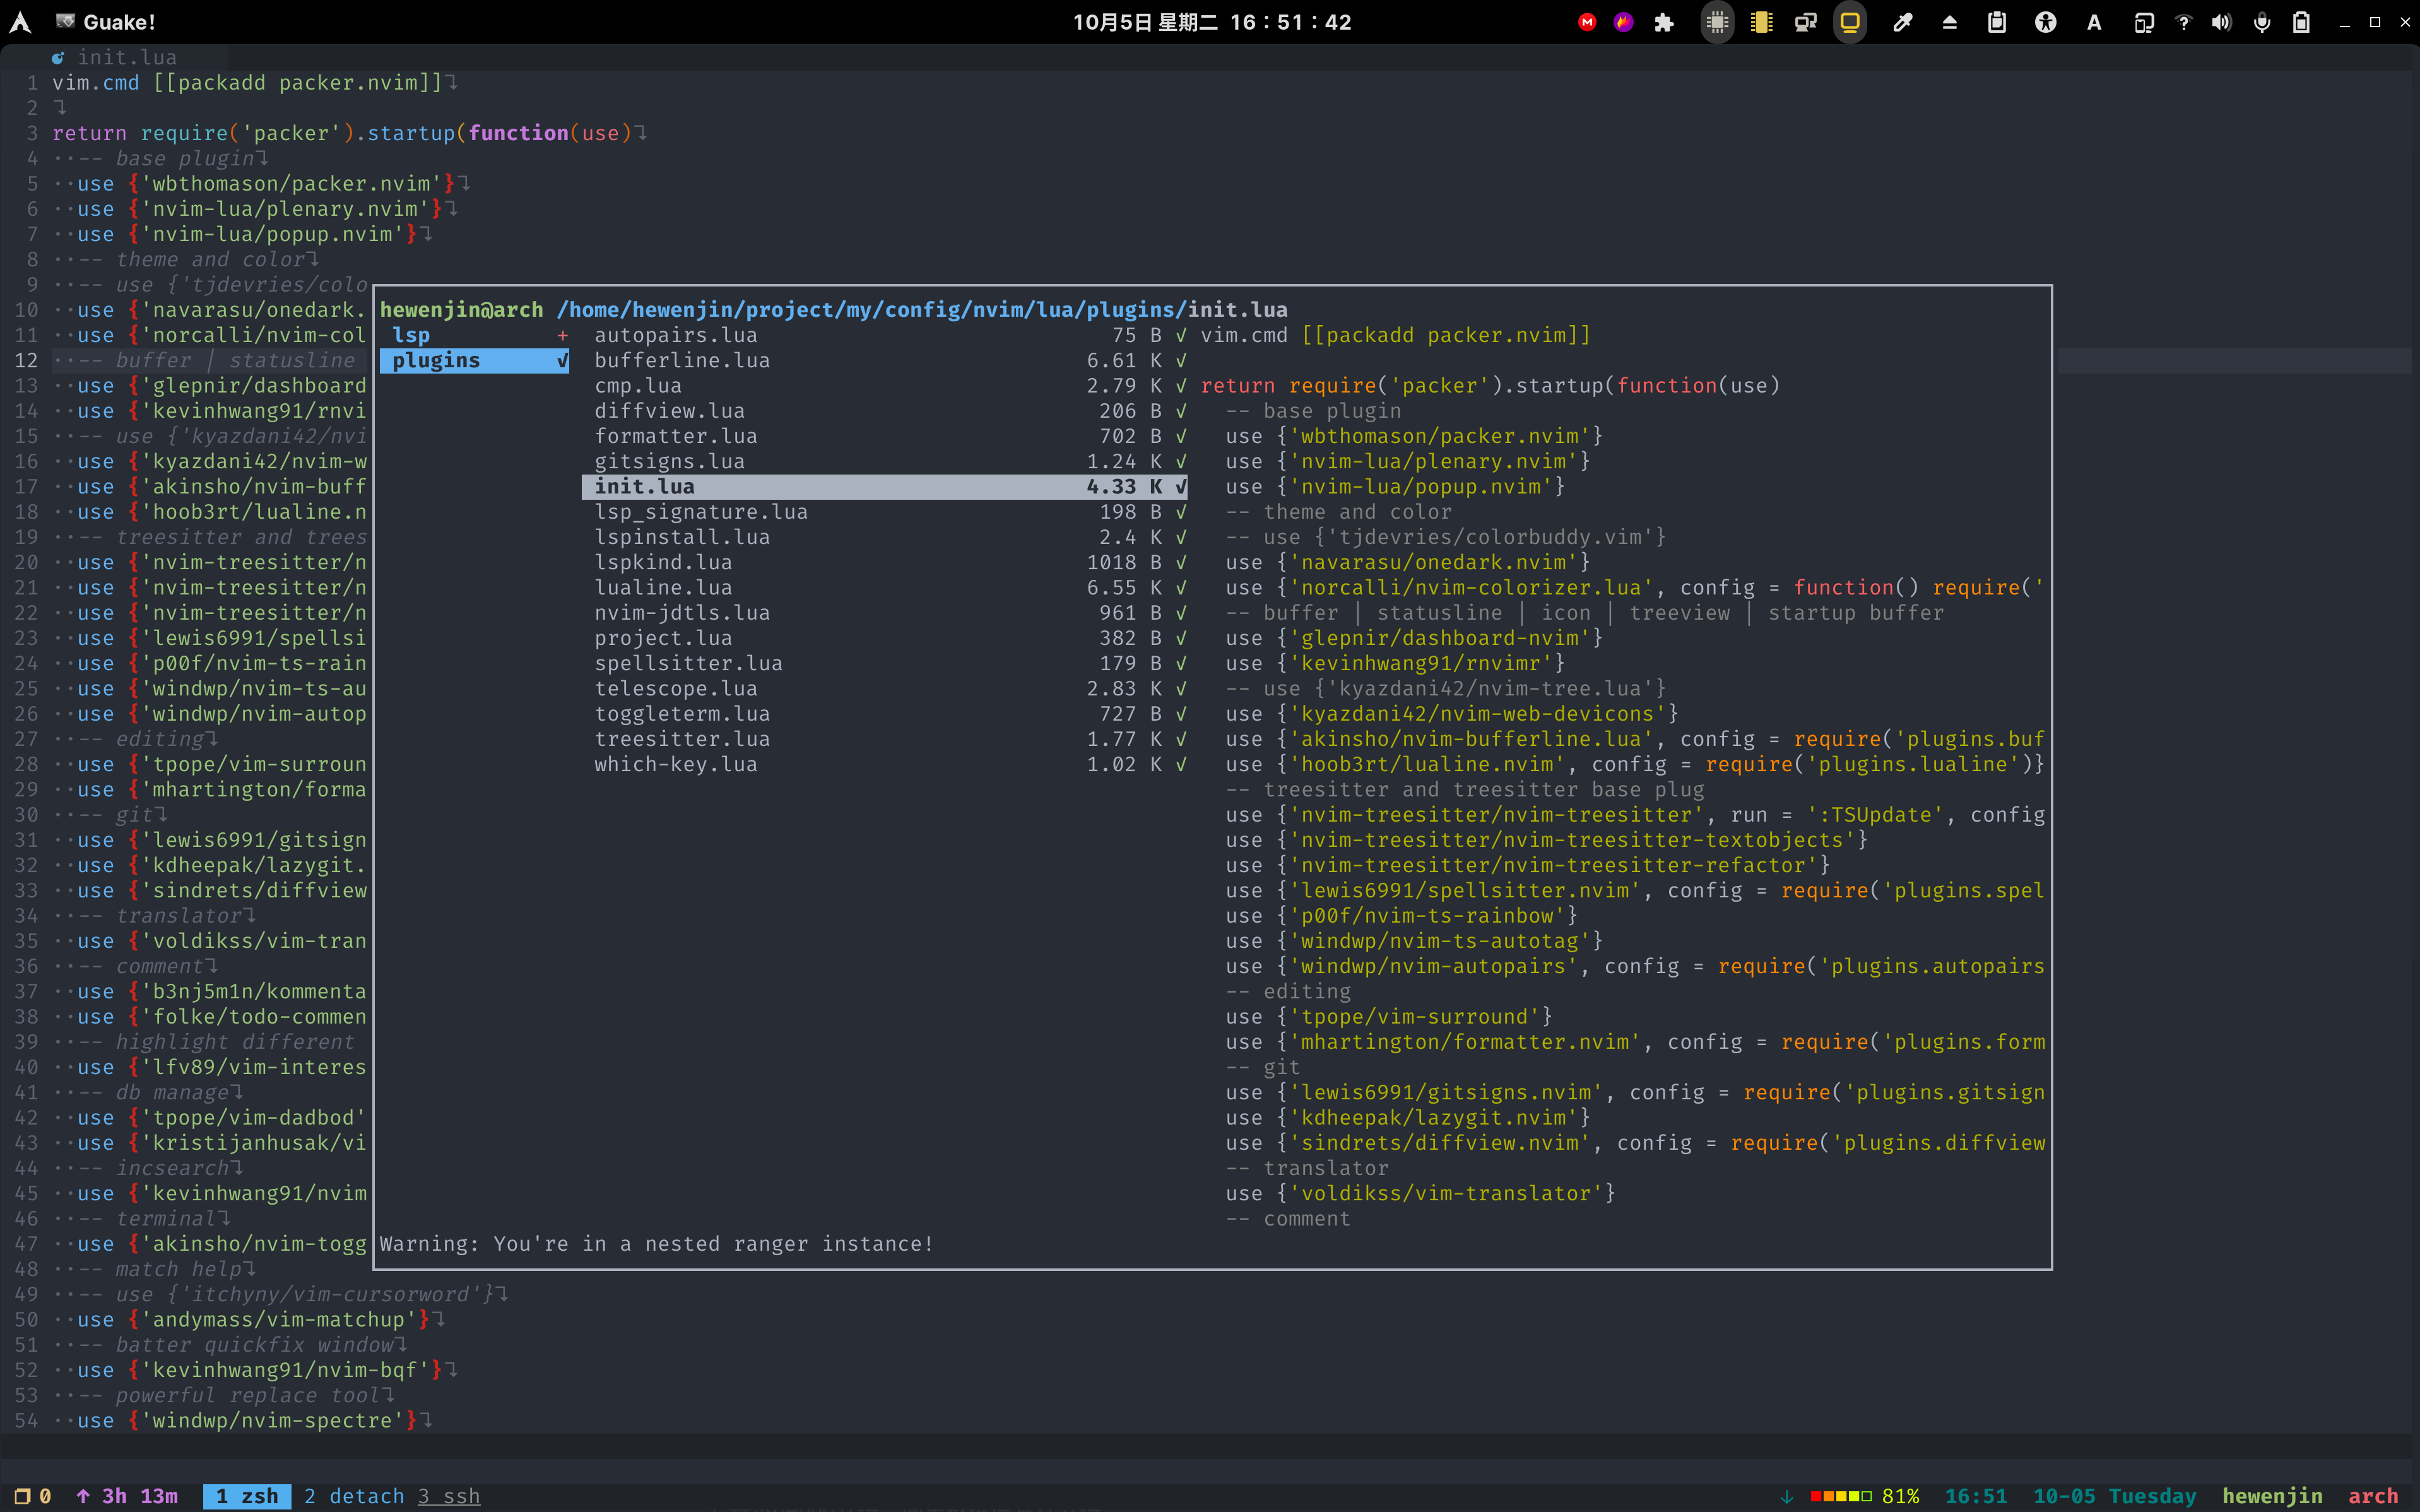 Guake!
10月5日 星期二 16：51：42
init.lua
1 vim.cmd [[packadd packer.nvim]]
2
3 return require('packer').startup(function(use)
4 -- base plugin
5 use {'wbthomason/packer.nvim'}
6 use {'nvim-lua/plenary.nvim'}
7 use {'nvim-lua/popup.nvim'}
8 -- theme and color
9 -- use {'tjdevries/colo
10 use {'navarasu/onedark.
11 use {'norcalli/nvim-col
12 -- buffer | statusline
13 use {'glepnir/dashboard
14 use {'kevinhwang91/rnvi
15 -- use {'kyazdani42/nvi
16 use {'kyazdani42/nvim-w
17 use {'akinsho/nvim-buff
18 use {'hoob3rt/lualine.n
19 -- treesitter and trees
20 use {'nvim-treesitter/n
21 use {'nvim-treesitter/n
22 use {'nvim-treesitter/n
23 use {'lewis6991/spellsi
24 use {'p00f/nvim-ts-rain
25 use {'windwp/nvim-ts-au
26 use {'windwp/nvim-autop
27 -- editing
28 use {'tpope/vim-surroun
29 use {'mhartington/forma
30 -- git
31 use {'lewis6991/gitsign
32 use {'kdheepak/lazygit.
33 use {'sindrets/diffview
34 -- translator
35 use {'voldikss/vim-tran
36 -- comment
37 use {'b3nj5m1n/kommenta
38 use {'folke/todo-commen
39 -- highlight different
40 use {'lfv89/vim-interes
41 -- db manage
42 use {'tpope/vim-dadbod'
43 use {'kristijanhusak/vi
44 -- incsearch
45 use {'kevinhwang91/nvim
46 -- terminal
47 use {'akinsho/nvim-togg
48 -- match help
49 -- use {'itchyny/vim-cursorword'}
50 use {'andymass/vim-matchup'}
51 -- batter quickfix window
52 use {'kevinhwang91/nvim-bqf'}
53 -- powerful replace tool
54 use {'windwp/nvim-spectre'}
hewenjin@arch /home/hewenjin/project/my/config/nvim/lua/plugins/init.lua
lsp +
plugins √
autopairs.lua 75 B √
bufferline.lua 6.61 K √
cmp.lua 2.79 K √
diffview.lua 206 B √
formatter.lua 702 B √
gitsigns.lua 1.24 K √
init.lua 4.33 K √
lsp_signature.lua 198 B √
lspinstall.lua 2.4 K √
lspkind.lua 1018 B √
lualine.lua 6.55 K √
nvim-jdtls.lua 961 B √
project.lua 382 B √
spellsitter.lua 179 B √
telescope.lua 2.83 K √
toggleterm.lua 727 B √
treesitter.lua 1.77 K √
which-key.lua 1.02 K √
vim.cmd [[packadd packer.nvim]]
return require('packer').startup(function(use)
-- base plugin
use {'wbthomason/packer.nvim'}
use {'nvim-lua/plenary.nvim'}
use {'nvim-lua/popup.nvim'}
-- theme and color
-- use {'tjdevries/colorbuddy.vim'}
use {'navarasu/onedark.nvim'}
use {'norcalli/nvim-colorizer.lua', config = function() require('
-- buffer | statusline | icon | treeview | startup buffer
use {'glepnir/dashboard-nvim'}
use {'kevinhwang91/rnvimr'}
-- use {'kyazdani42/nvim-tree.lua'}
use {'kyazdani42/nvim-web-devicons'}
use {'akinsho/nvim-bufferline.lua', config = require('plugins.buf
use {'hoob3rt/lualine.nvim', config = require('plugins.lualine')}
-- treesitter and treesitter base plug
use {'nvim-treesitter/nvim-treesitter', run = ':TSUpdate', config
use {'nvim-treesitter/nvim-treesitter-textobjects'}
use {'nvim-treesitter/nvim-treesitter-refactor'}
use {'lewis6991/spellsitter.nvim', config = require('plugins.spel
use {'p00f/nvim-ts-rainbow'}
use {'windwp/nvim-ts-autotag'}
use {'windwp/nvim-autopairs', config = require('plugins.autopairs
-- editing
use {'tpope/vim-surround'}
use {'mhartington/formatter.nvim', config = require('plugins.form
-- git
use {'lewis6991/gitsigns.nvim', config = require('plugins.gitsign
use {'kdheepak/lazygit.nvim'}
use {'sindrets/diffview.nvim', config = require('plugins.diffview
-- translator
use {'voldikss/vim-translator'}
-- comment
Warning: You're in a nested ranger instance!
0 ↑ 3h 13m 1 zsh 2 detach 3 ssh
↓ 81% 16:51 10-05 Tuesday hewenjin arch